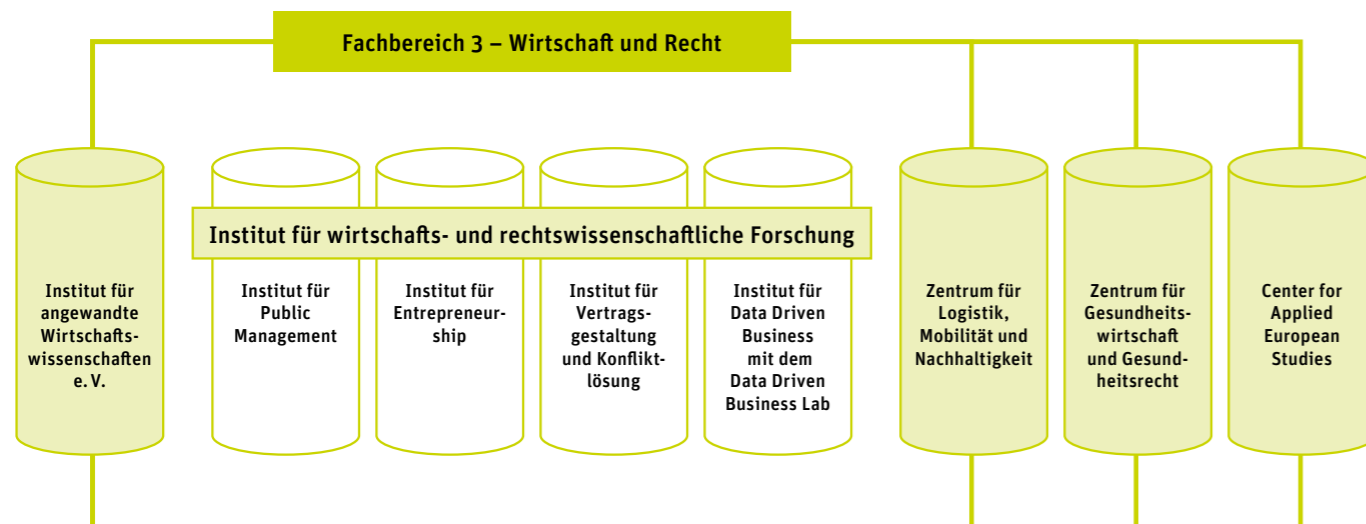 Fachbereich 3 – Wirtschaft und Recht
Institut für wirtschafts- und rechtswissenschaftliche Forschung
Institut für
angewandte
Wirtschafts-
wissenschaften
e. V.
Institut für
Public
Management
Institut für
Entrepreneur-
ship
Institut für
Vertrags-
gestaltung
und Konflikt-
lösung
Institut für
Data Driven
Business
mit dem
Data Driven
Business Lab
Zentrum für
Logistik,
Mobilität und
Nachhaltigkeit
Zentrum für
Gesundheits-
wirtschaft
und Gesund-
heitsrecht
Center for
Applied
European
Studies